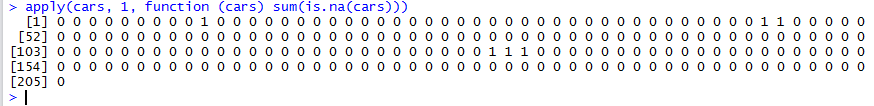 > apply(cars, 1, function (cars) sum(is.na(cars)))
[1] 0 0 0 0 0 0 0 0 0 1 0 0 0 0 0 0 0 0 0 0 0 0 0 0 0 0 0 0 0 0 0 0 0 0 0 0 0 0 0 0 0 0 0 0 1 1 0 0 0 0 0
[52] 0 0 0 0 0 0 0 0 0 0 0 0 0 0 0 0 0 0 0 0 0 0 0 0 0 0 0 0 0 0 0 0 0 0 0 0 0 0 0 0 0 0 0 0 0 0 0 0 0 0 0
[103] 0 0 0 0 0 0 0 0 0 0 0 0 0 0 0 0 0 0 0 0 0 0 0 0 0 0 0 1 1 1 0 0 0 0 0 0 0 0 0 0 0 0 0 0 0 0 0 0 0 0 0
[154] 0 0 0 0 0 0 0 0 0 0 0 0 0 0 0 0 0 0 0 0 0 0 0 0 0 0 0 0 0 0 0 0 0 0 0 0 0 0 0 0 0 0 0 0 0 0 0 0 0 0 0
[205] 0
>